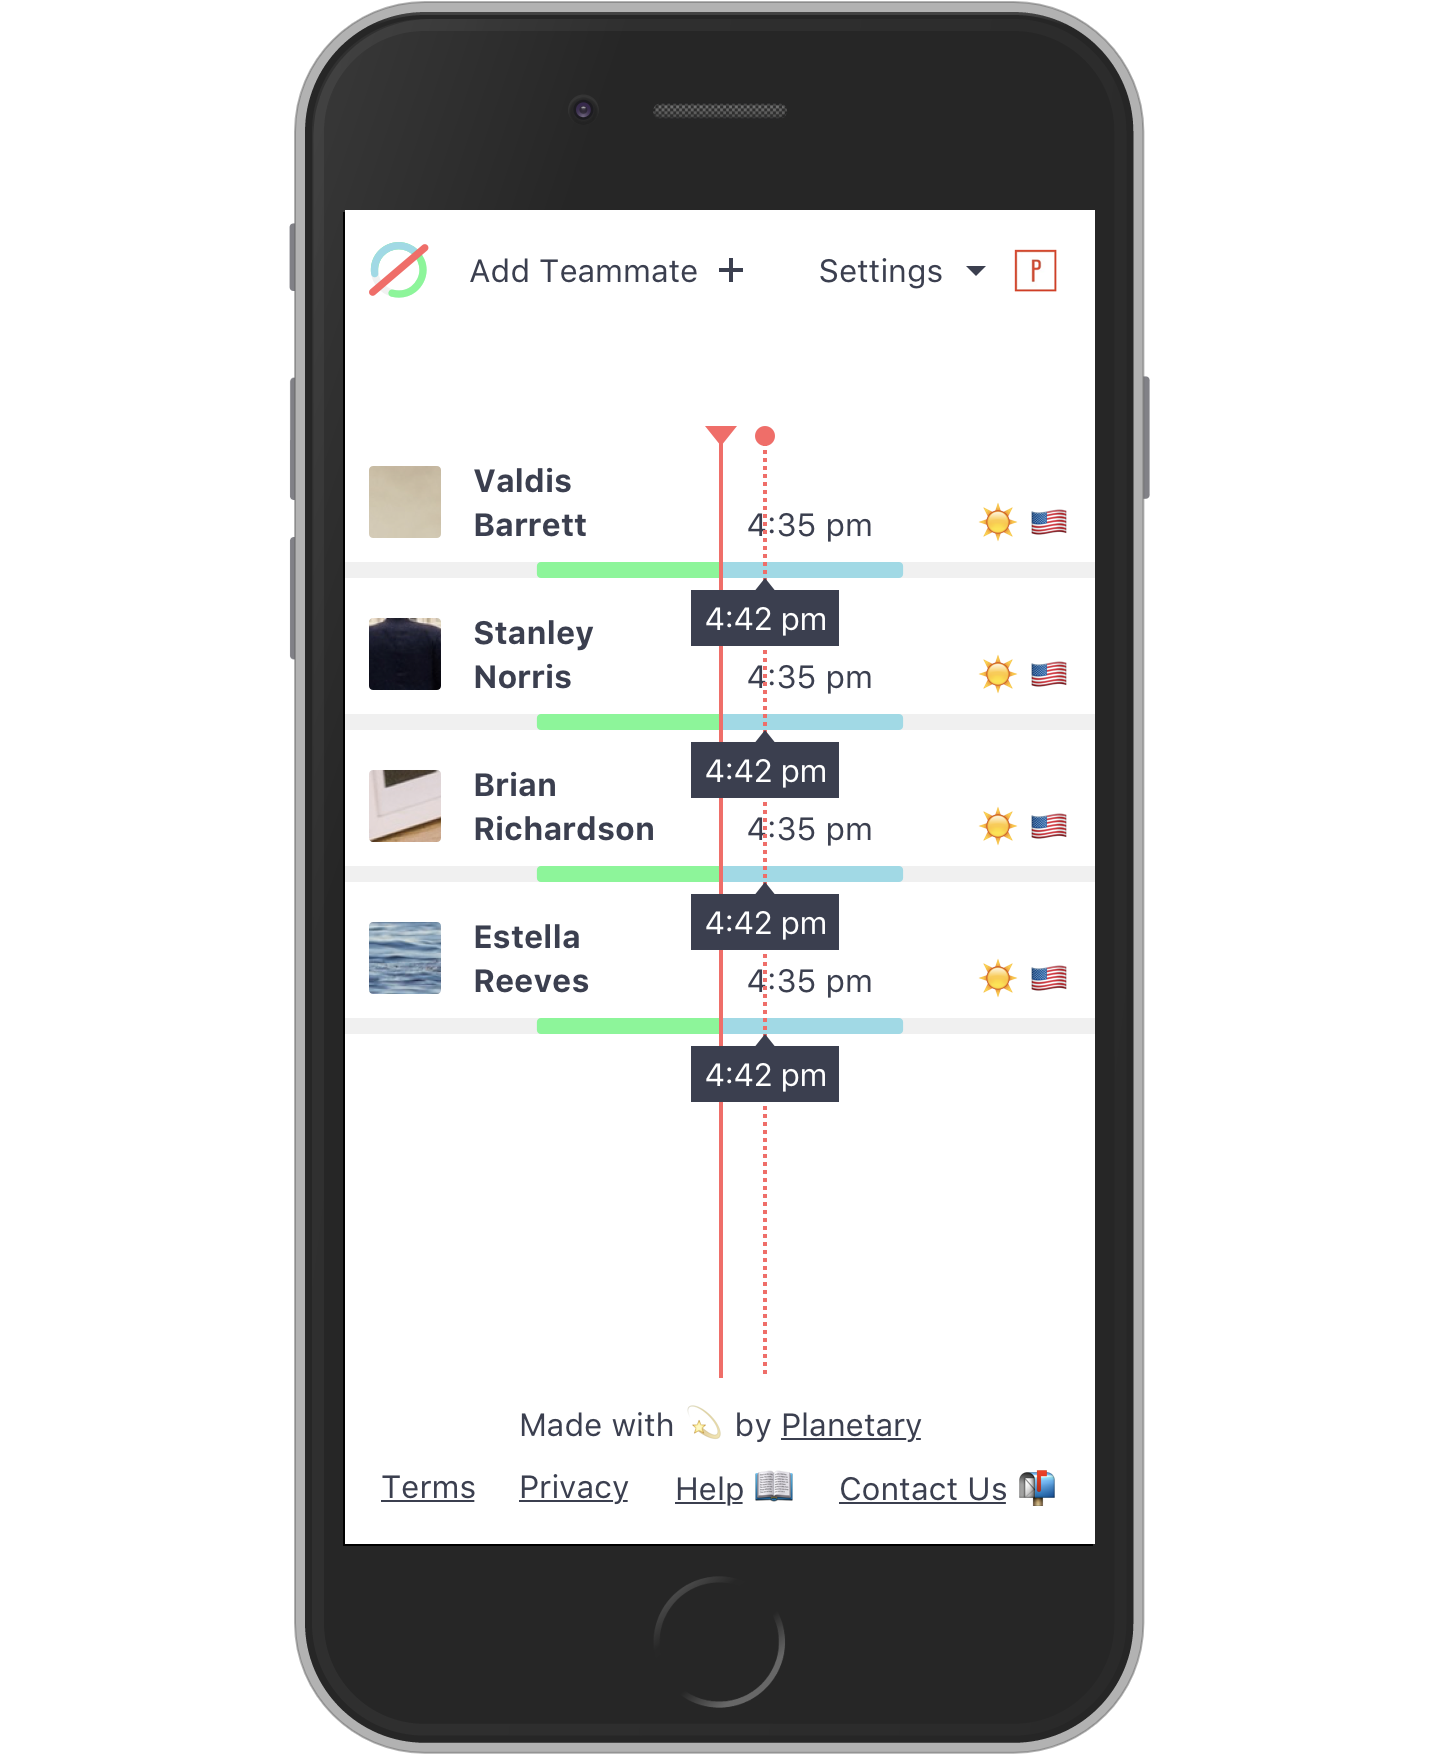 Add Teammate +
Settings
P
Valdis
Barrett
4:35 pm
4:42 pm
Stanley
Norris
4:35 pm
4:42 pm
Brian
Richardson
4:35 pm
4:42 pm
Estella
Reeves
4:35 pm
4:42 pm
Made with 💫 by Planetary
Terms Privacy Help 📖 Contact Us 📬